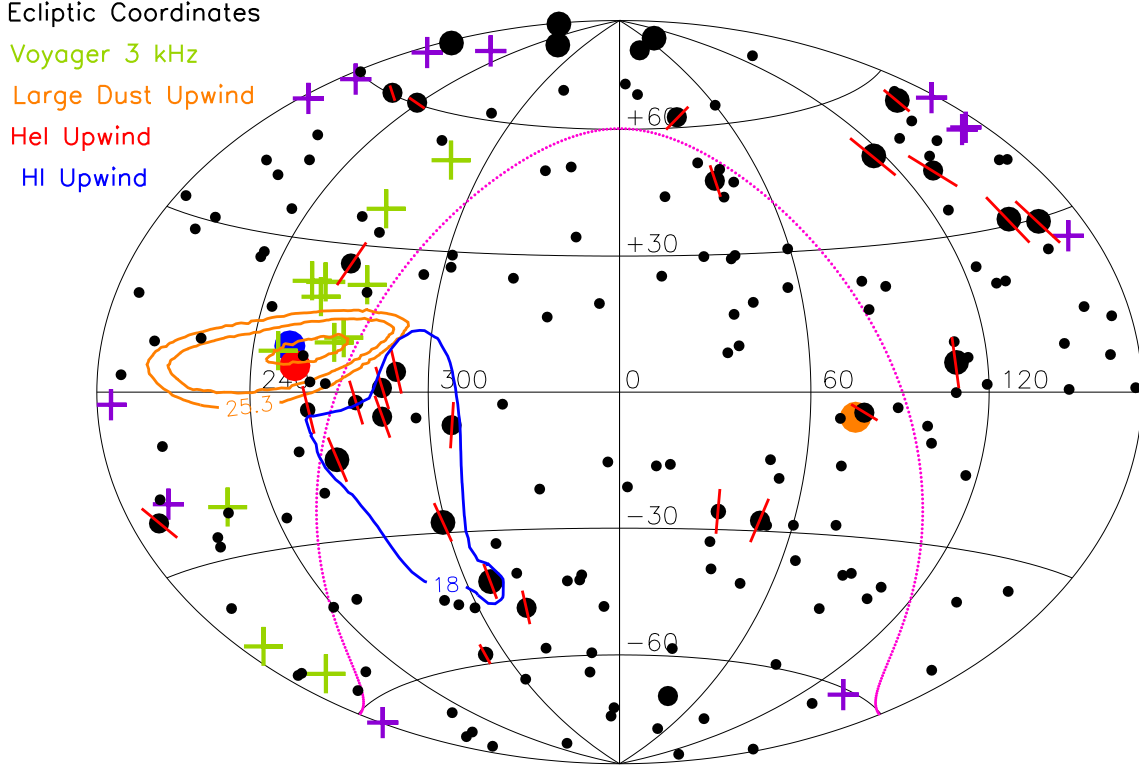 Ecliptic Coordinates
Voyager 3 kHz
Large Dust Upwind
HeI Upwind
HI Upwind
+60
+30
240
300
0
60
120
25.3
-30
18
-60